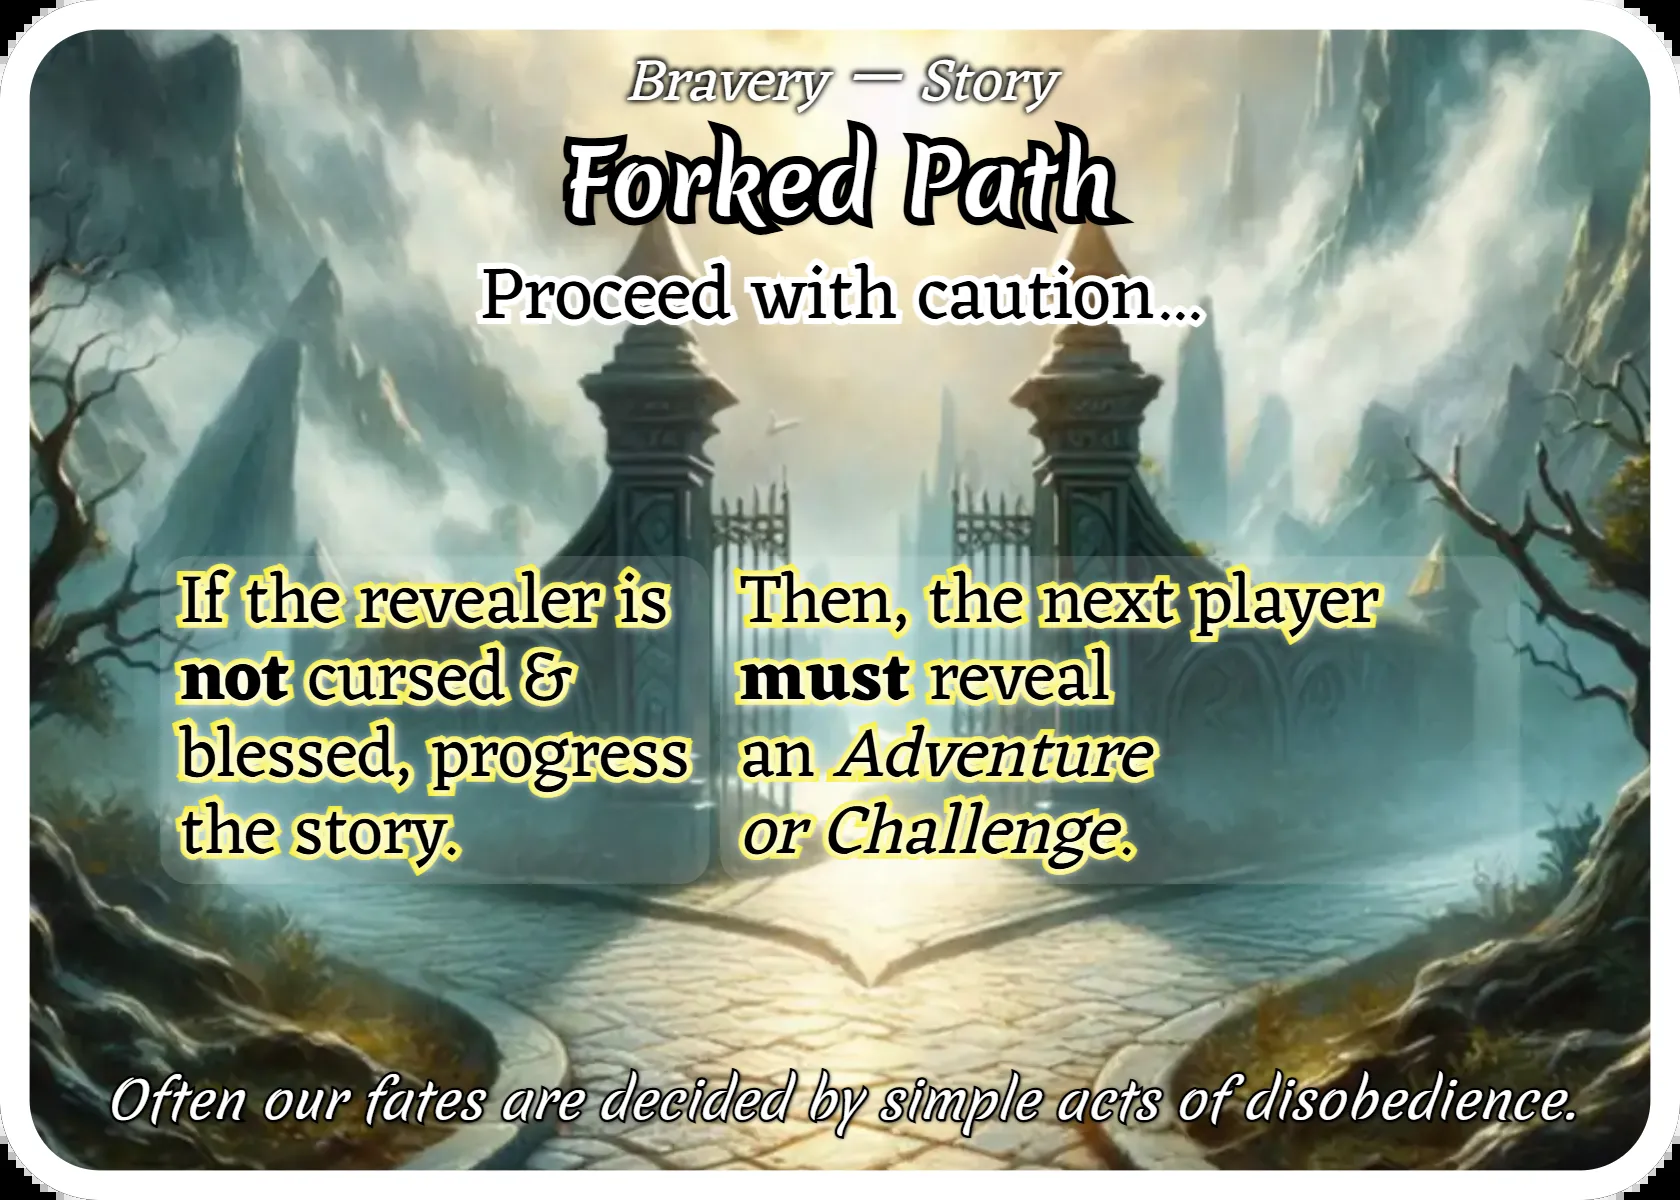 Bravery — Story
Forked Path
Proceed with caution...
If the revealer is
not cursed &
blessed, progress
the story.
Then, the next player
must reveal
an Adventure
or Challenge.
Often our fates are decided by simple acts of disobedience.